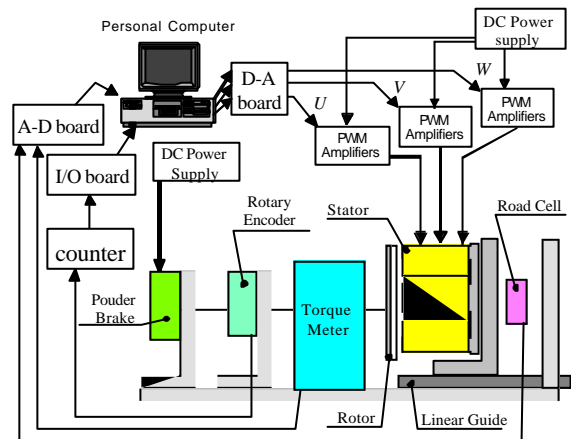 Personal Computer
DC Power
supply
D-A
board
U
V
W
PWM
Amplifiers
PWM
Amplifiers
PWM
Amplifiers
A-D board
I/O board
counter
DC Power
Supply
Rotary
Encoder
Stator
Road Cell
Pouder
Brake
Torque
Meter
Rotor
Linear Guide